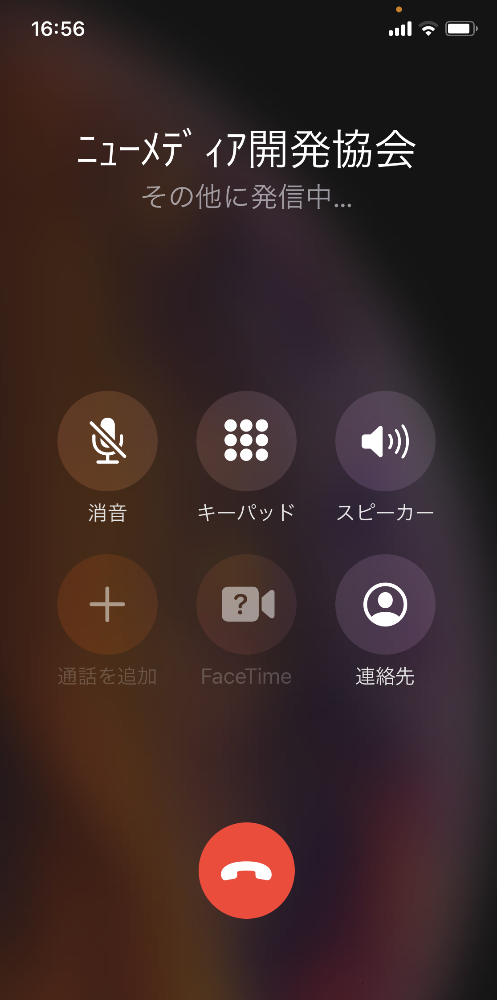 16:56
ﾆｭｰﾒﾃﾞｨｱ開発協会
その他に発信中...
消音
キーパッド
スピーカー
通話を追加
FaceTime
連絡先